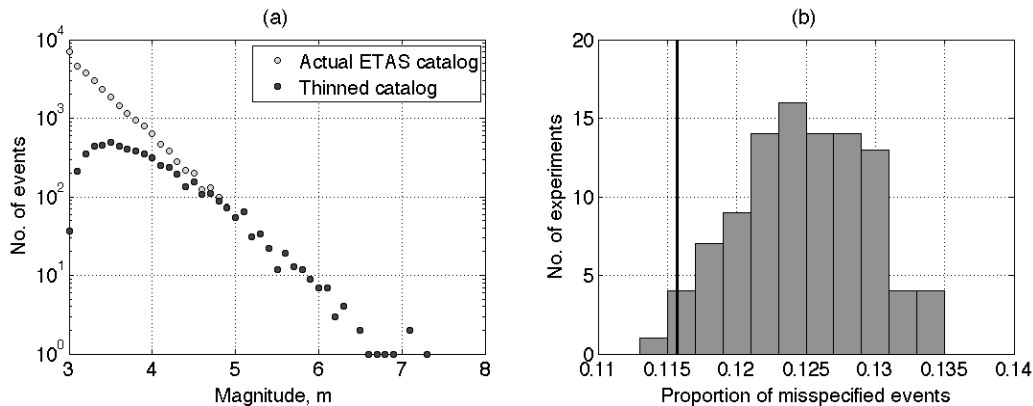 (a)
Actual ETAS catalog
Thinned catalog
No. of events
10^4
10^3
10^2
10^1
10^0
3
4
5
6
7
8
Magnitude, m
(b)
No. of experiments
20
15
10
5
0
0.11
0.115
0.12
0.125
0.13
0.135
0.14
Proportion of misspecified events